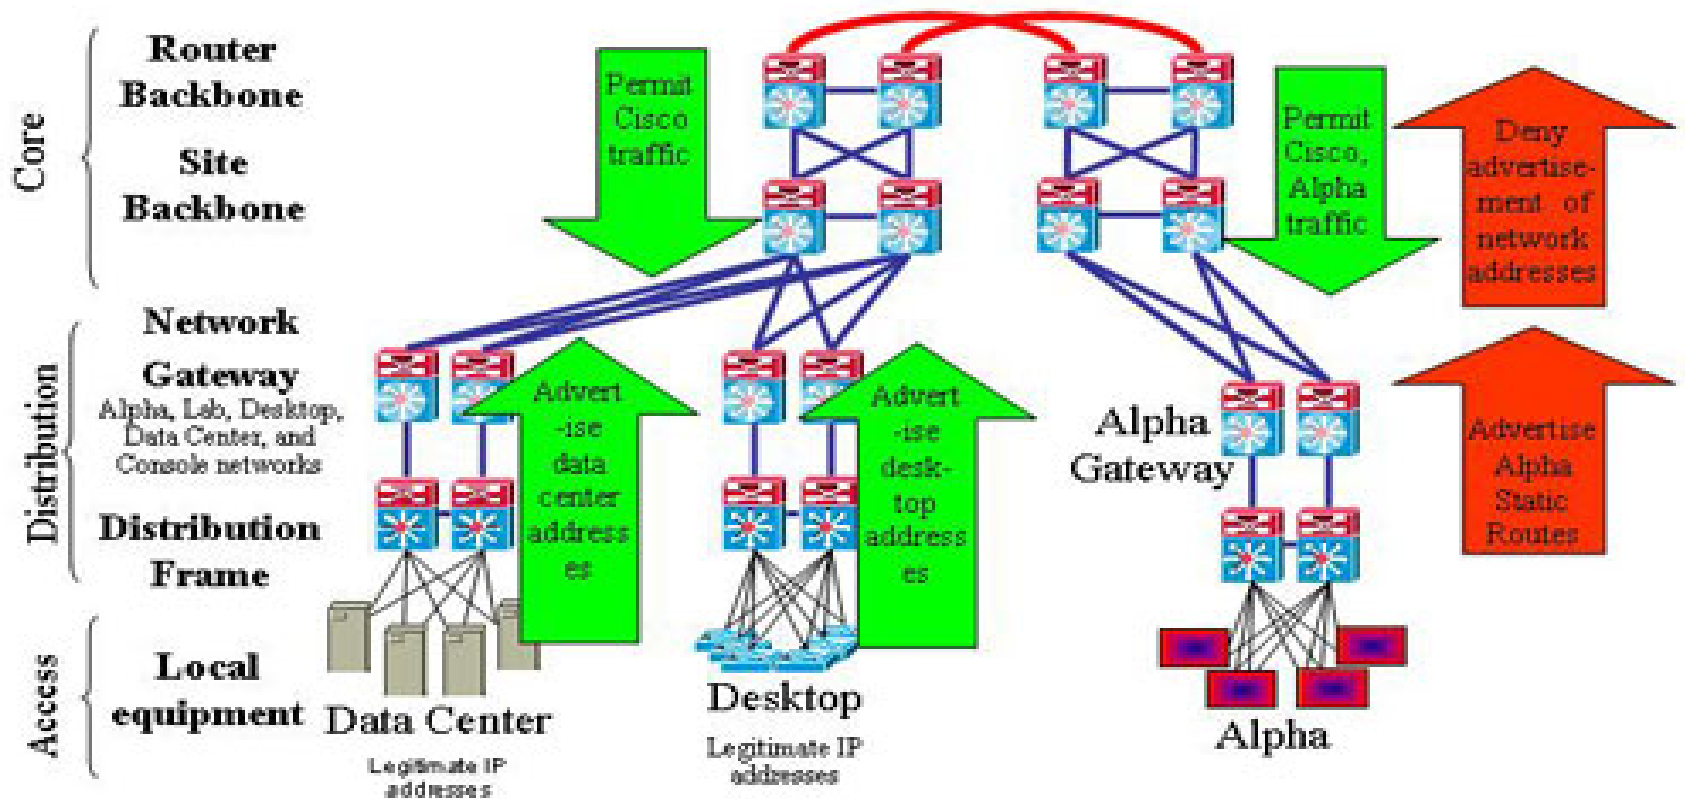 Core
Router
Backbone
Site
Backbone
Distribution
Network
Gateway
Alpha, Lab, Desktop,
Data Center, and
Console networks
Distribution
Frame
Access
Local
equipment
Permit
Cisco
traffic
Permit
Cisco,
Alpha
traffic
Deny
advertise-
ment of
network
addresses
Advert
-ise
data
center
address
es
Advert
-ise
desk-
top
address
es
Alpha
Gateway
Advertise
Alpha
Static
Routes
Data Center
Legitimate IP
addresses
Desktop
Legitimate IP
addresses
Alpha